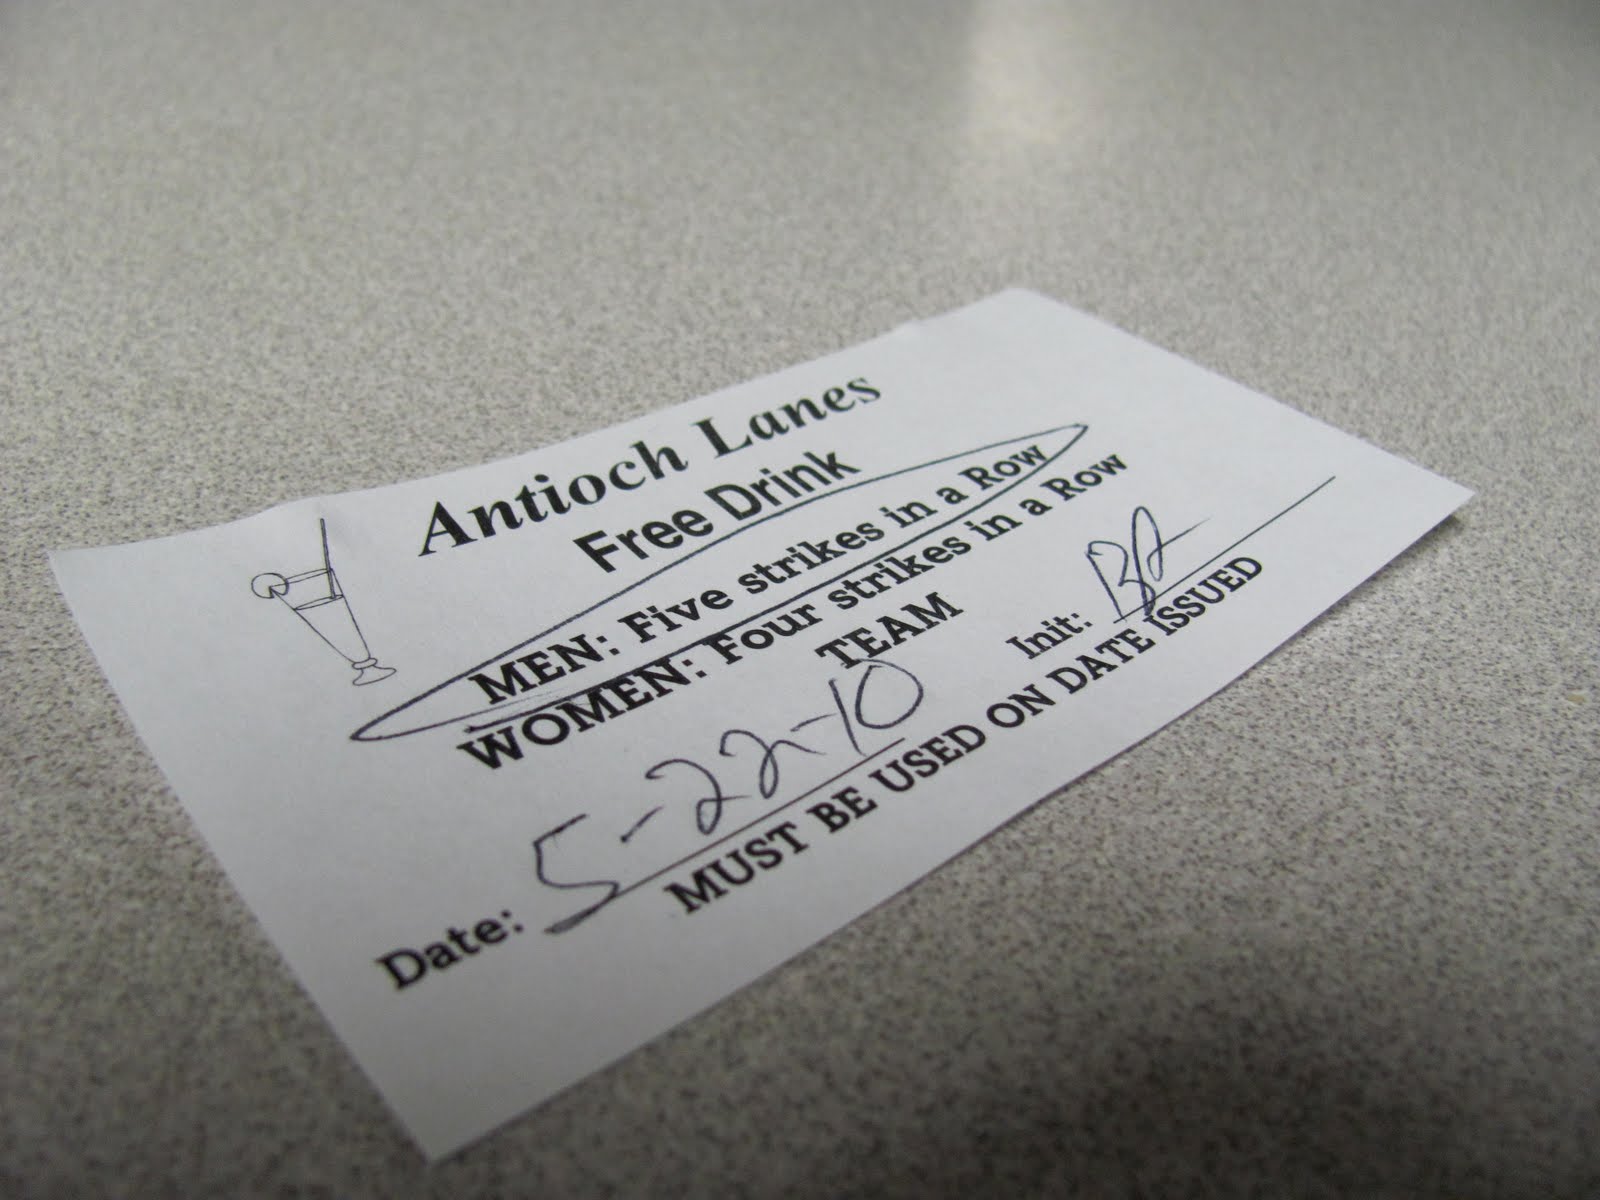 Antioch Lanes
Free Drink
MEN: Five strikes in a Row
WOMEN: Four strikes in a Row
TEAM
Date: 5-22-10 Init:
MUST BE USED ON DATE ISSUED